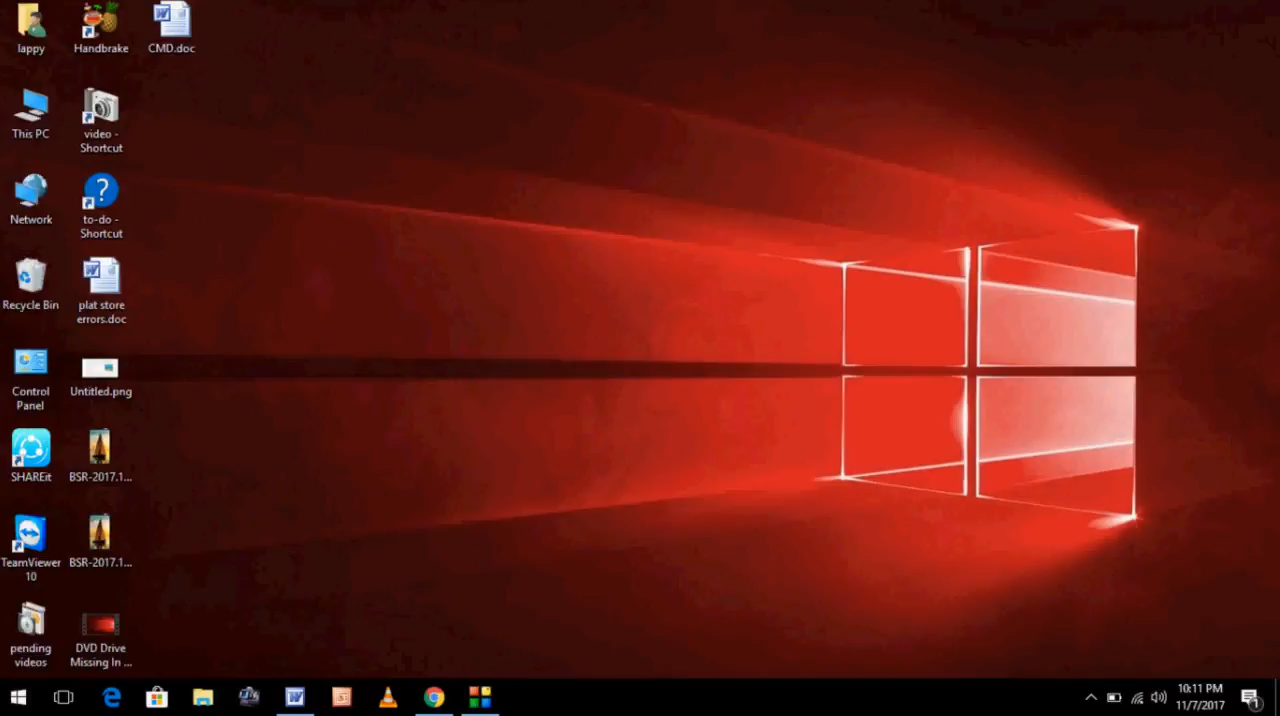 lappy
Handbrake
CMD.doc
This PC
video -
Shortcut
Network
to-do -
Shortcut
Recycle Bin
plat store
errors.doc
Control
Panel
Untitled.png
SHAREit
BSR-2017.1...
TeamViewer
10
BSR-2017.1...
pending
videos
DVD Drive
Missing In ...
10:11 PM
11/7/2017
1